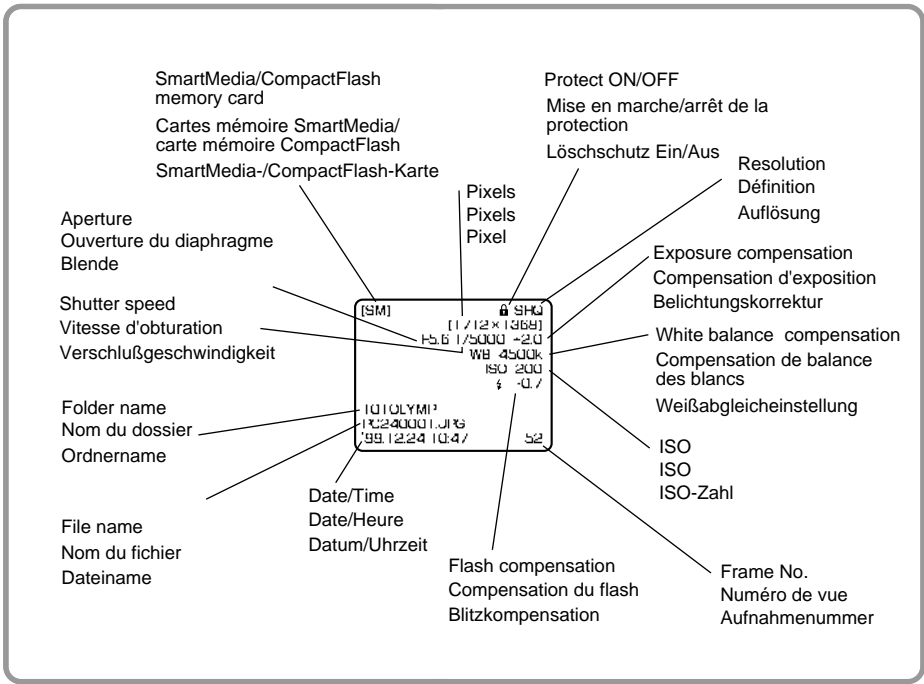 SmartMedia/CompactFlash
memory card
Cartes mémoire SmartMedia/
carte mémoire CompactFlash
SmartMedia-/CompactFlash-Karte
Protect ON/OFF
Mise en marche/arrêt de la
protection
Löschschutz Ein/Aus
Resolution
Définition
Auflösung
Pixels
Pixels
Pixel
Aperture
Ouverture du diaphragme
Blende
Exposure compensation
Compensation d'exposition
Belichtungskorrektur
Shutter speed
Vitesse d'obturation
Verschlußgeschwindigkeit
White balance compensation
Compensation de balance
des blancs
Weißabgleicheinstellung
[SM] SHQ
[1712×1368]
F5.6 1/5000 +2.0
WB 4500k
ISO 200
-0.7
101OLYMP
PC240001.JPG
'99.12.24 10:47 52
Folder name
Nom du dossier
Ordnername
ISO
ISO
ISO-Zahl
File name
Nom du fichier
Dateiname
Date/Time
Date/Heure
Datum/Uhrzeit
Flash compensation
Compensation du flash
Blitzkompensation
Frame No.
Numéro de vue
Aufnahmenummer